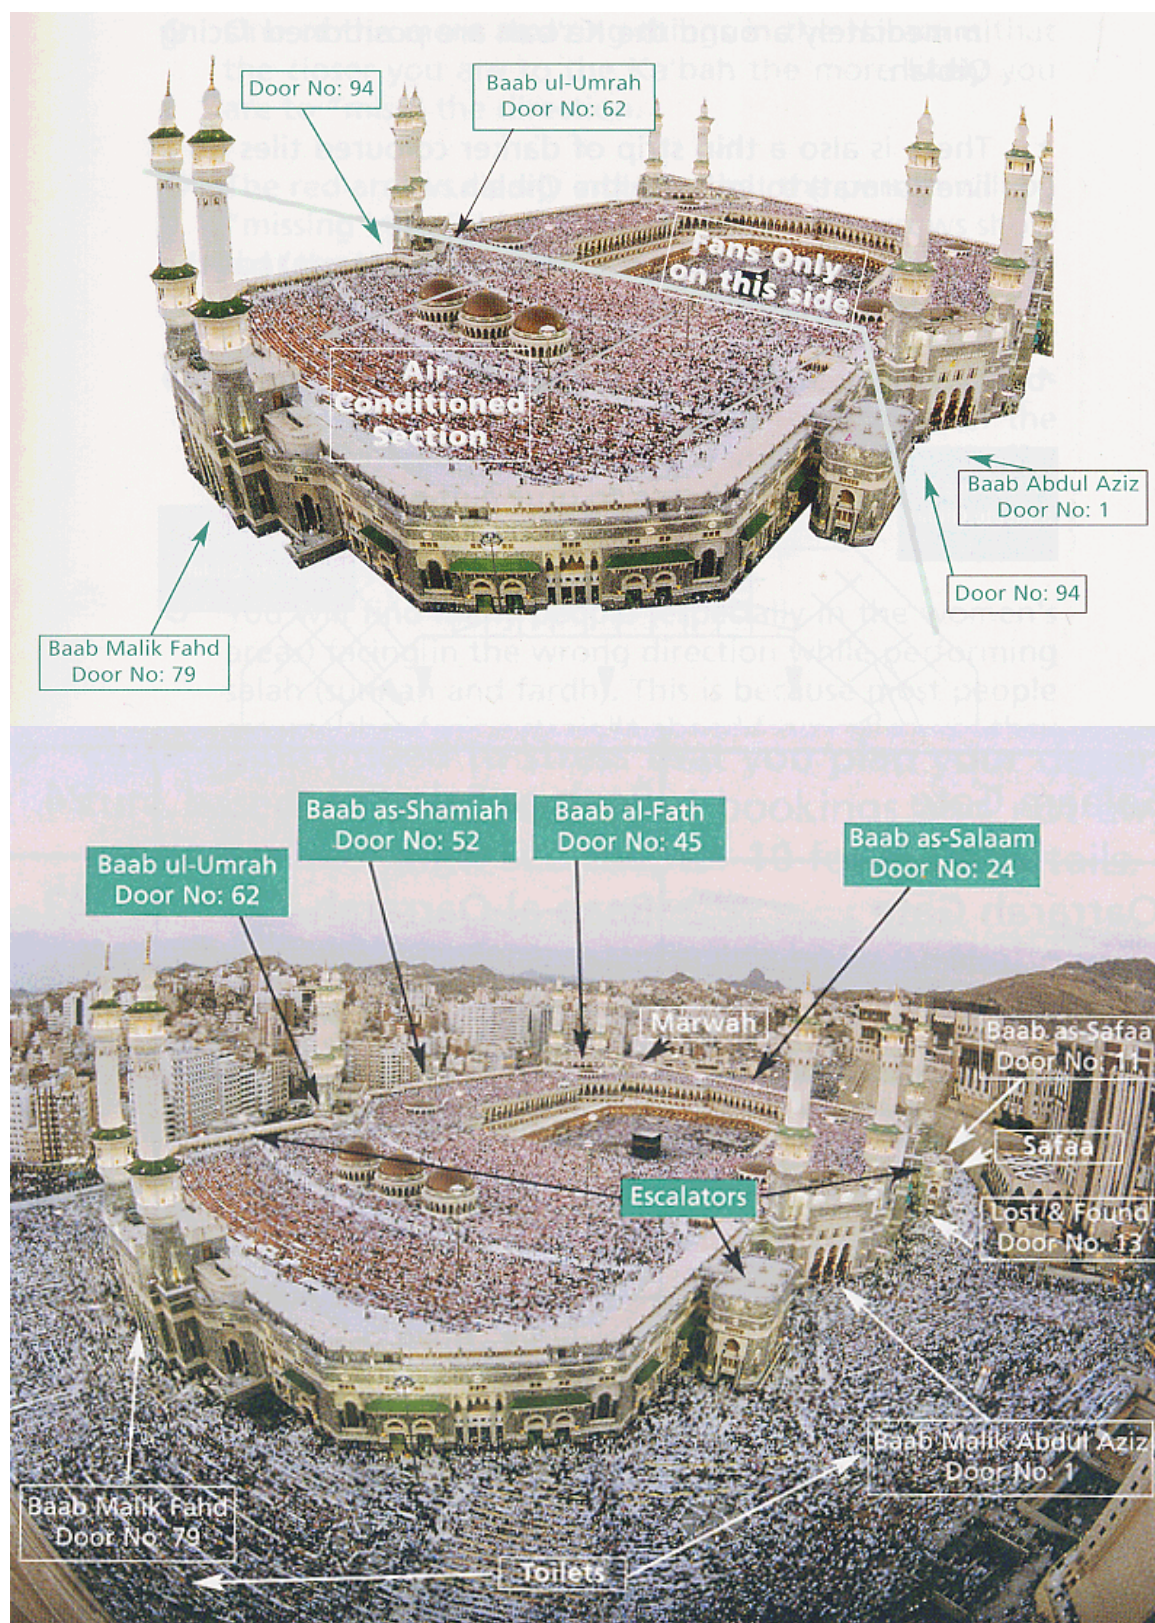 Door No: 94
Baab ul-Umrah
Door No: 62
Fans Only
on this side
Air-
Conditioned
Section
Baab Abdul Aziz
Door No: 1
Door No: 94
Baab Malik Fahd
Door No: 79
Baab as-Shamiah
Door No: 52
Baab al-Fath
Door No: 45
Baab as-Salaam
Door No: 24
Baab ul-Umrah
Door No: 62
Marwah
Baab as-Safaa
Door No: 11
Safaa
Escalators
Lost & Found
Door No: 13
Baab Malik Abdul Aziz
Door No: 1
Baab Malik Fahd
Door No: 79
Toilets